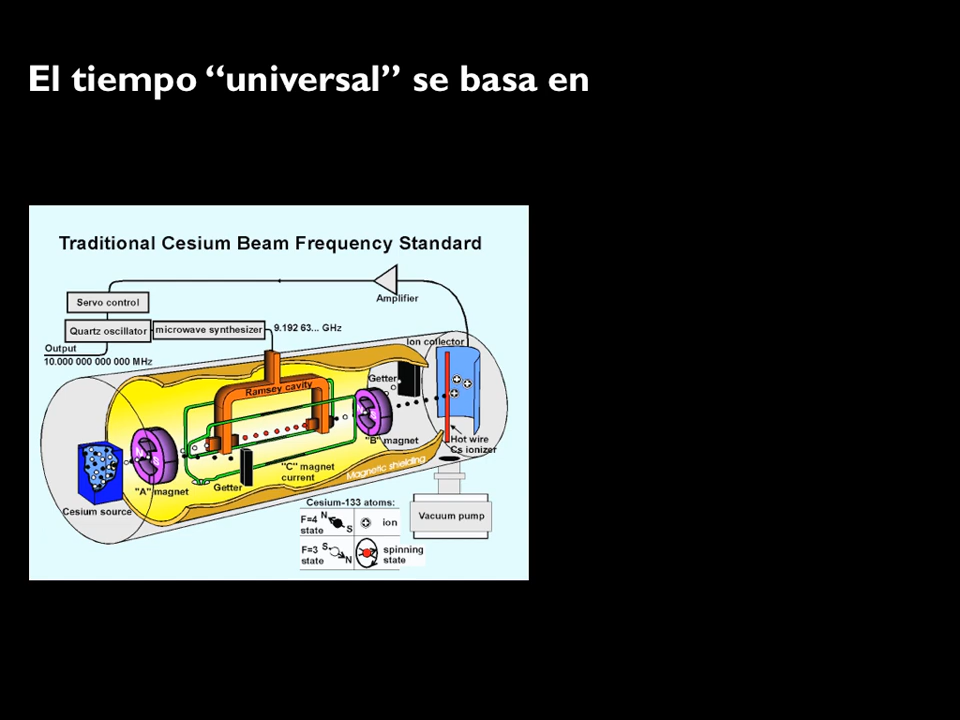 El tiempo “universal” se basa en
Traditional Cesium Beam Frequency Standard
Amplifier
Servo control
Quartz oscillator
microwave synthesizer
9.192 63... GHz
Output
10.000 000 000 000 MHz
Ion collector
Getter
Ramsey cavity
N
S
"B" magnet
Hot wire
Cs ionizer
"C" magnet
current
Magnetic shielding
Getter
"A" magnet
Cesium source
Vacuum pump
Cesium-133 atoms:
F=4
state
N
S
ion
F=3
state
S
N
spinning
state